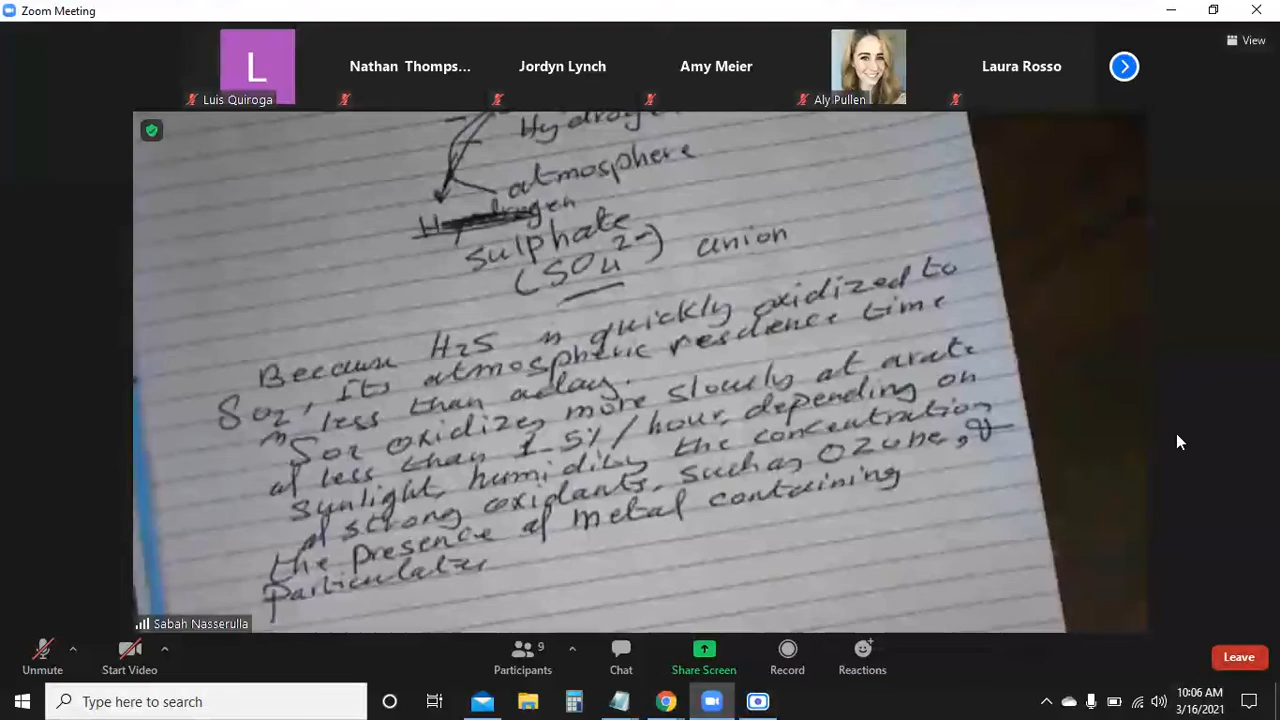 Zoom Meeting
View
L
Nathan Thomps...
Jordyn Lynch
Amy Meier
Laura Rosso
Luis Quiroga
Aly Pullen
atmosphere
sulphate
(SO4 2-) anion
Because H2S is quickly oxidized to
SO2, Its atmospheric residence time
is less than a day.
SO2 oxidizes more slowly at a rate
of less than 1-5%/hour, depending on
sunlight, humidity the concentration
of strong oxidants, such as Ozone, &
the presence of metal containing
Particulates
Sabah Nasserulla
Unmute
Start Video
9
Participants
Chat
Share Screen
Record
Reactions
Leave
Type here to search
10:06 AM
3/16/2021